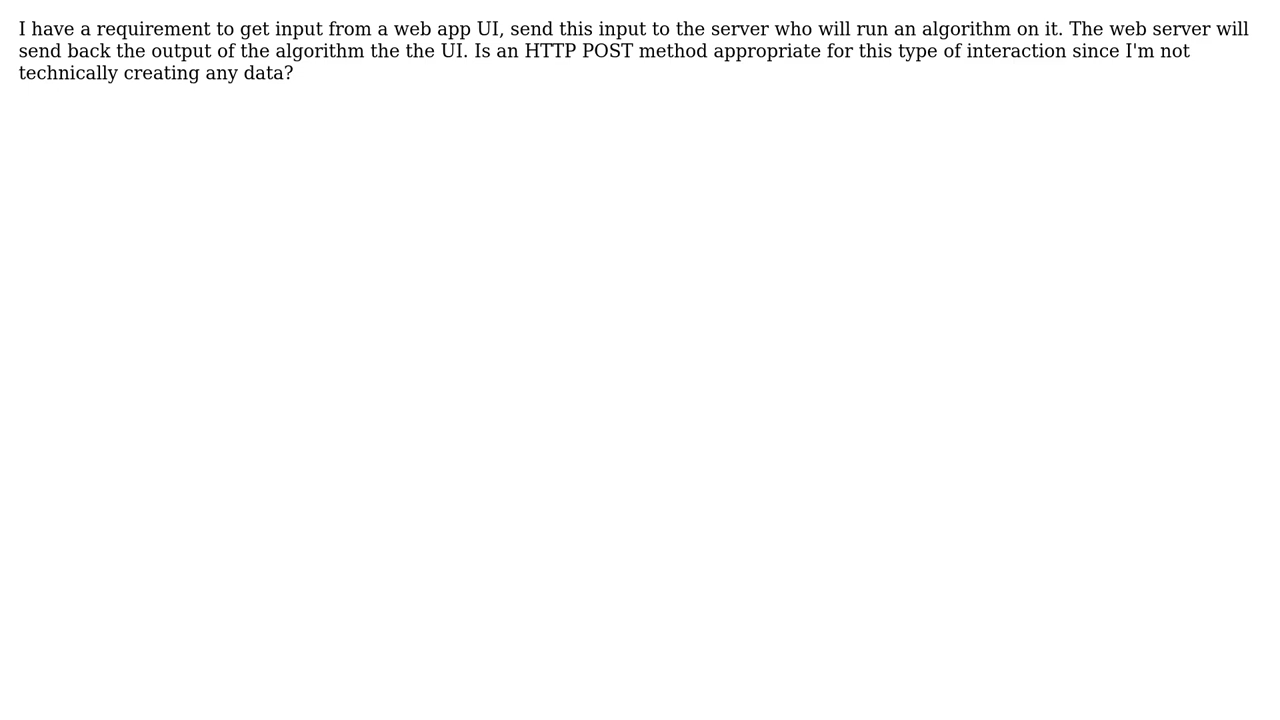 I have a requirement to get input from a web app UI, send this input to the server who will run an algorithm on it. The web server will
send back the output of the algorithm the the UI. Is an HTTP POST method appropriate for this type of interaction since I'm not
technically creating any data?